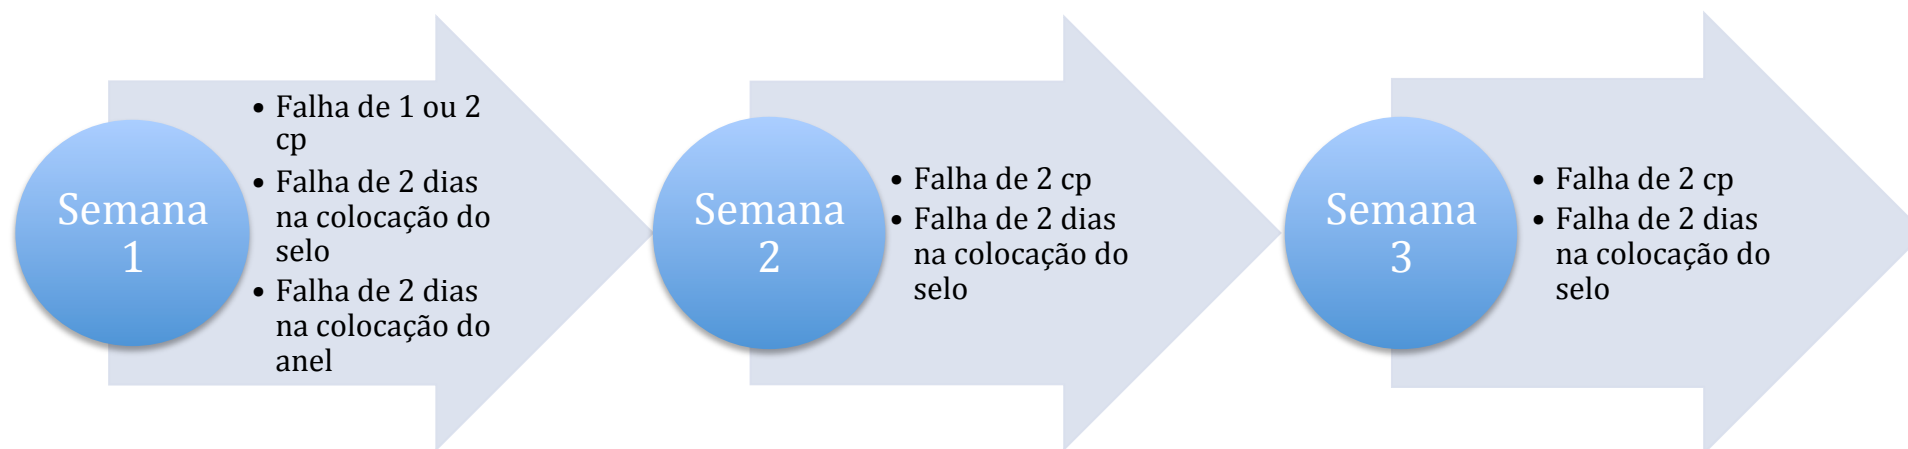 Semana
1
• Falha de 1 ou 2
cp
• Falha de 2 dias
na colocação do
selo
• Falha de 2 dias
na colocação do
anel
Semana
2
• Falha de 2 cp
• Falha de 2 dias
na colocação do
selo
Semana
3
• Falha de 2 cp
• Falha de 2 dias
na colocação do
selo